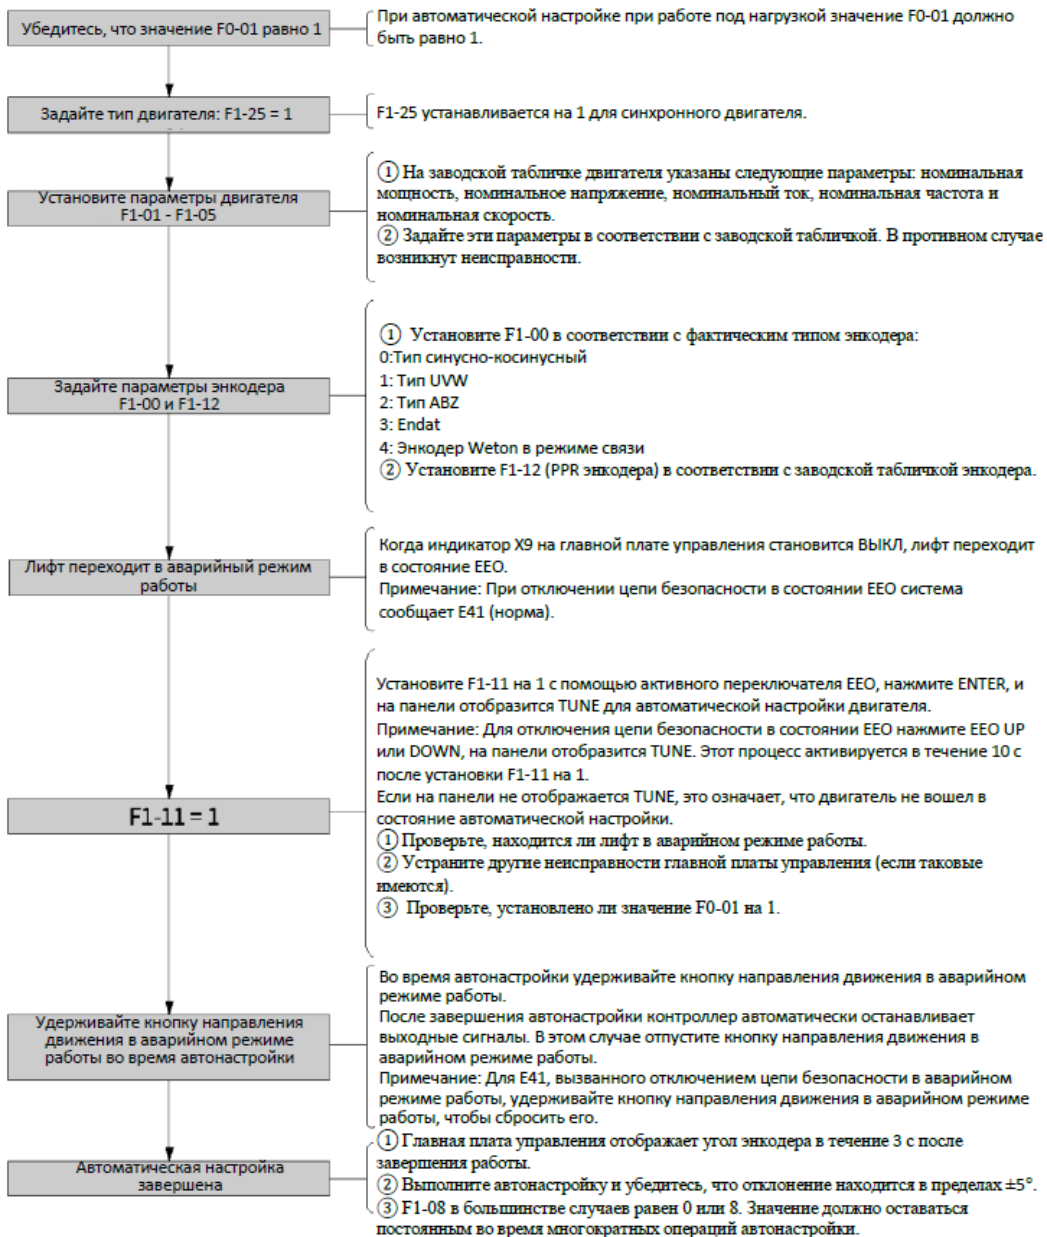 Убедитесь, что значение F0-01 равно 1
При автоматической настройке при работе под нагрузкой значение F0-01 должно
быть равно 1.
Задайте тип двигателя: F1-25 = 1
F1-25 устанавливается на 1 для синхронного двигателя.
Установите параметры двигателя
F1-01 - F1-05
① На заводской табличке двигателя указаны следующие параметры: номинальная
мощность, номинальное напряжение, номинальный ток, номинальная частота и
номинальная скорость.
② Задайте эти параметры в соответствии с заводской табличкой. В противном случае
возникнут неисправности.
Задайте параметры энкодера
F1-00 и F1-12
① Установите F1-00 в соответствии с фактическим типом энкодера:
0:Тип синусно-косинусный
1: Тип UVW
2: Тип ABZ
3: Endat
4: Энкодер Weton в режиме связи
② Установите F1-12 (PPR энкодера) в соответствии с заводской табличкой энкодера.
Лифт переходит в аварийный режим
работы
Когда индикатор X9 на главной плате управления становится ВЫКЛ, лифт переходит
в состояние EEO.
Примечание: При отключении цепи безопасности в состоянии EEO система
сообщает E41 (норма).
F1-11 = 1
Установите F1-11 на 1 с помощью активного переключателя EEO, нажмите ENTER, и
на панели отобразится TUNE для автоматической настройки двигателя.
Примечание: Для отключения цепи безопасности в состоянии EEO нажмите EEO UP
или DOWN, на панели отобразится TUNE. Этот процесс активируется в течение 10 с
после установки F1-11 на 1.
Если на панели не отображается TUNE, это означает, что двигатель не вошел в
состояние автоматической настройки.
① Проверьте, находится ли лифт в аварийном режиме работы.
② Устраните другие неисправности главной платы управления (если таковые
имеются).
③ Проверьте, установлено ли значение F0-01 на 1.
Удерживайте кнопку направления
движения в аварийном режиме
работы во время автонастройки
Во время автонастройки удерживайте кнопку направления движения в аварийном
режиме работы.
После завершения автонастройки контроллер автоматически останавливает
выходные сигналы. В этом случае отпустите кнопку направления движения в
аварийном режиме работы.
Примечание: Для E41, вызванного отключением цепи безопасности в аварийном
режиме работы, удерживайте кнопку направления движения в аварийном режиме
работы, чтобы сбросить его.
Автоматическая настройка
завершена
① Главная плата управления отображает угол энкодера в течение 3 с после
завершения работы.
② Выполните автонастройку и убедитесь, что отклонение находится в пределах ±5°.
③ F1-08 в большинстве случаев равен 0 или 8. Значение должно оставаться
постоянным во время многократных операций автонастройки.